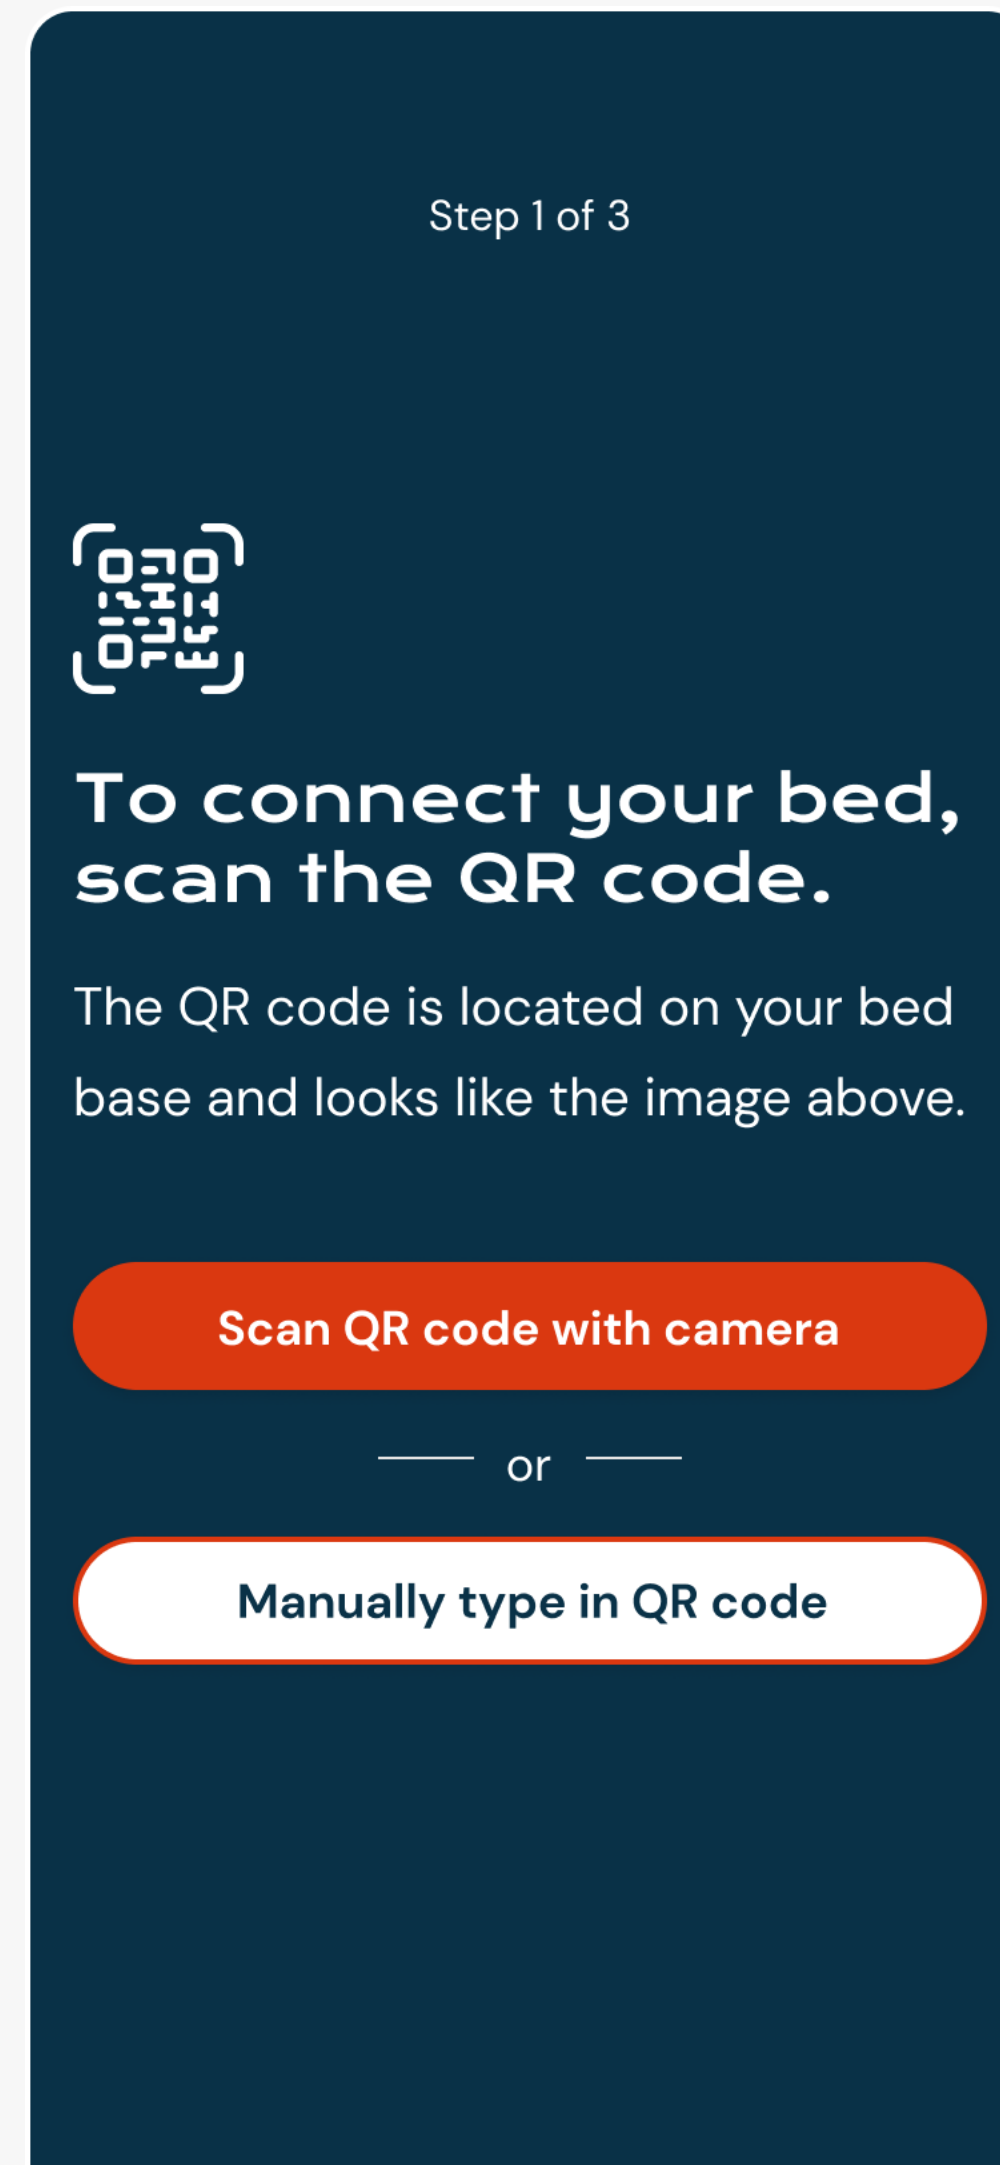 Step 1 of 3
To connect your bed,
scan the QR code.
The QR code is located on your bed
base and looks like the image above.
Scan QR code with camera
or
Manually type in QR code